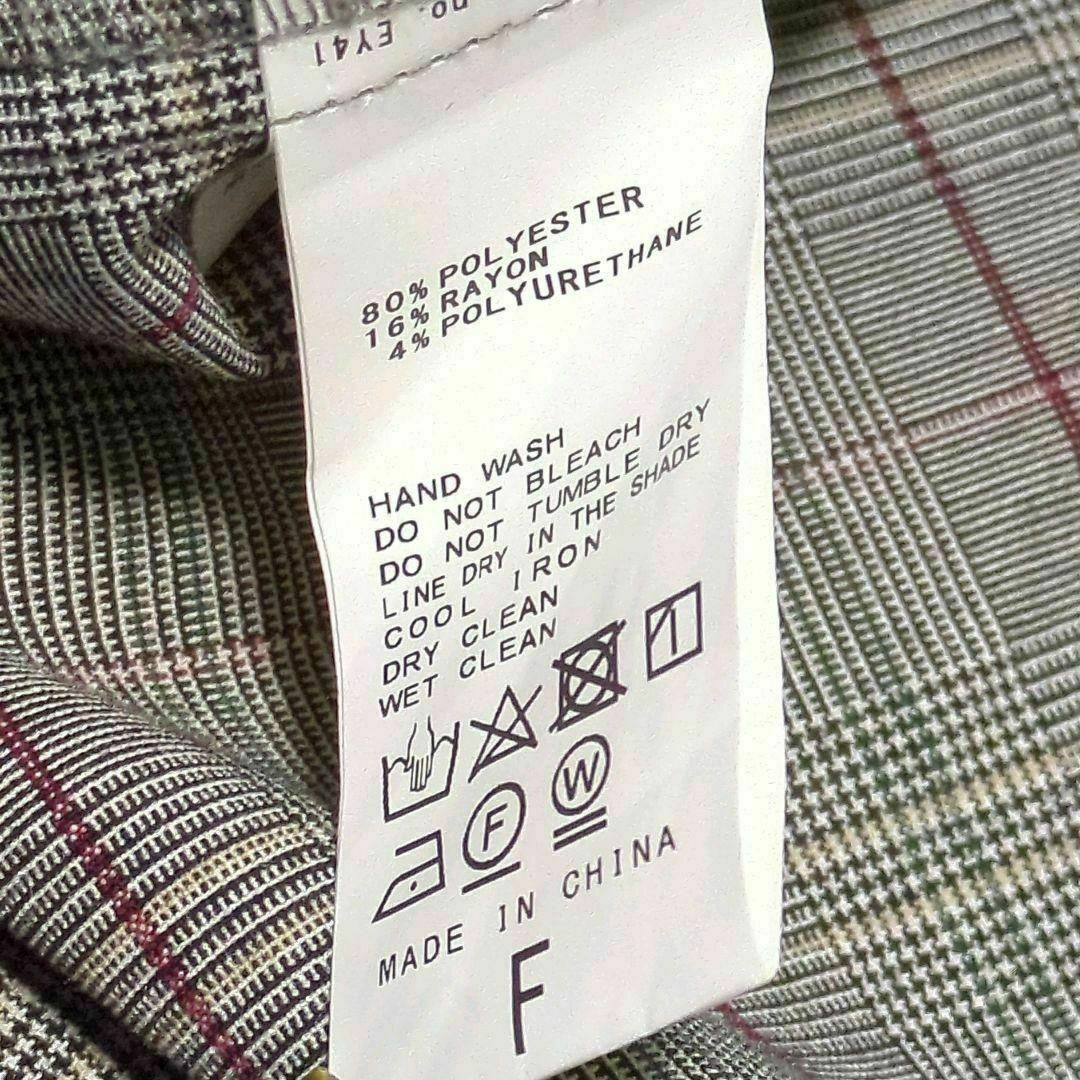 no.
EY41
80% POLYESTER
16% RAYON
4% POLYURETHANE
HAND WASH
DO NOT BLEACH
DO NOT TUMBLE DRY
LINE DRY IN THE SHADE
COOL IRON
DRY CLEAN
WET CLEAN
F
W
MADE IN CHINA
F